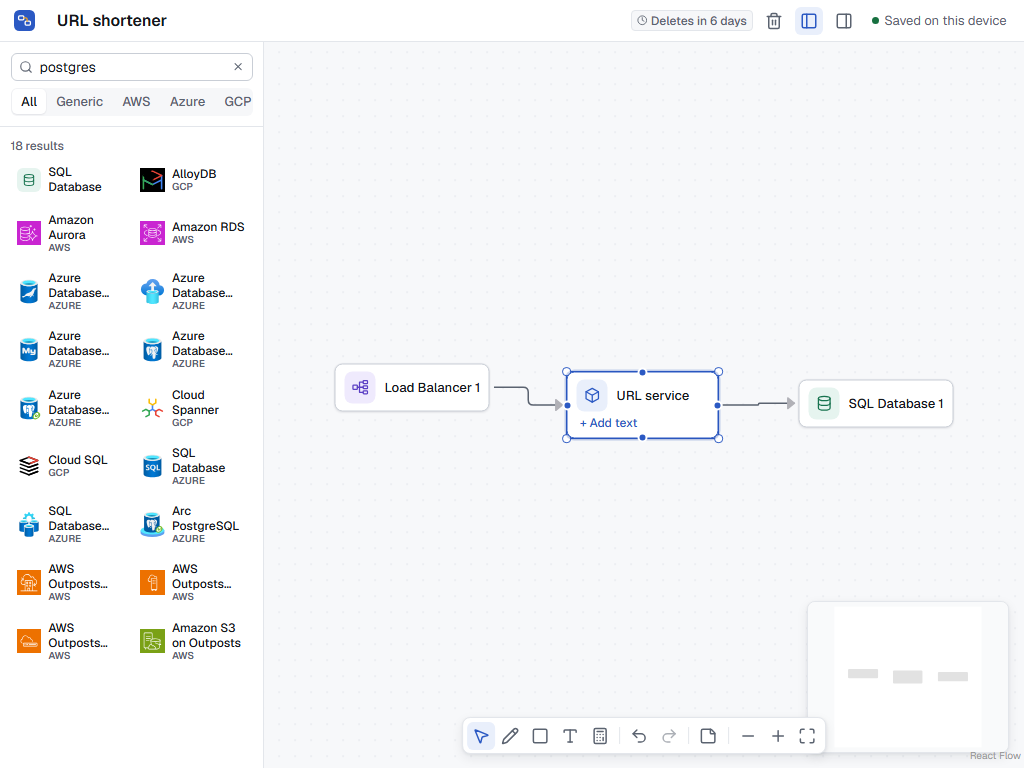 URL shortener
Deletes in 6 days
Saved on this device
postgres
All
Generic
AWS
Azure
GCP
18 results
SQL
Database
AlloyDB
GCP
Amazon
Aurora
AWS
Amazon RDS
AWS
Azure
Database...
AZURE
Azure
Database...
AZURE
Azure
Database...
AZURE
Azure
Database...
AZURE
Azure
Database...
AZURE
Cloud
Spanner
GCP
Cloud SQL
GCP
SQL
Database
AZURE
SQL
Database...
AZURE
Arc
PostgreSQL
AZURE
AWS
Outposts...
AWS
AWS
Outposts...
AWS
AWS
Outposts...
AWS
Amazon S3
on Outposts
AWS
Load Balancer 1
URL service
+ Add text
SQL Database 1
React Flow